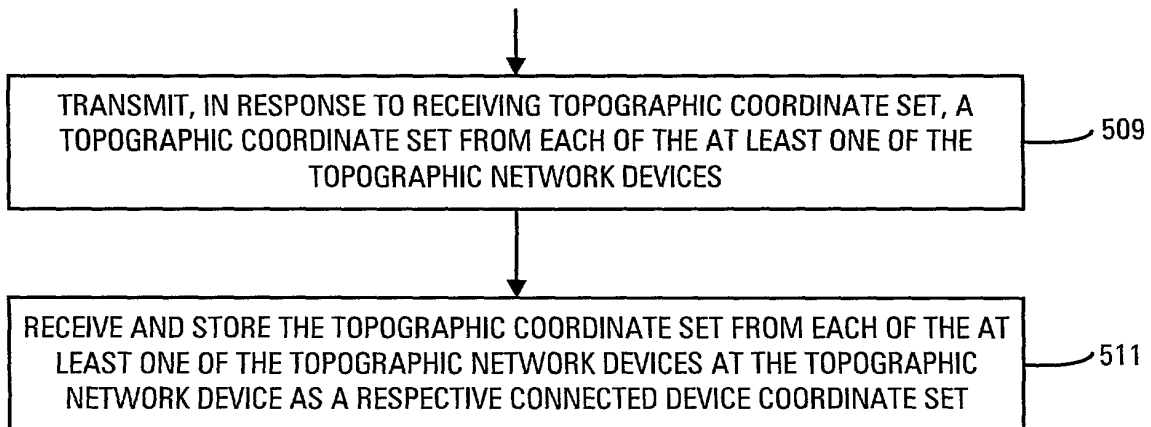 TRANSMIT, IN RESPONSE TO RECEIVING TOPOGRAPHIC COORDINATE SET, A
TOPOGRAPHIC COORDINATE SET FROM EACH OF THE AT LEAST ONE OF THE
TOPOGRAPHIC NETWORK DEVICES
509
RECEIVE AND STORE THE TOPOGRAPHIC COORDINATE SET FROM EACH OF THE AT
LEAST ONE OF THE TOPOGRAPHIC NETWORK DEVICES AT THE TOPOGRAPHIC
NETWORK DEVICE AS A RESPECTIVE CONNECTED DEVICE COORDINATE SET
511